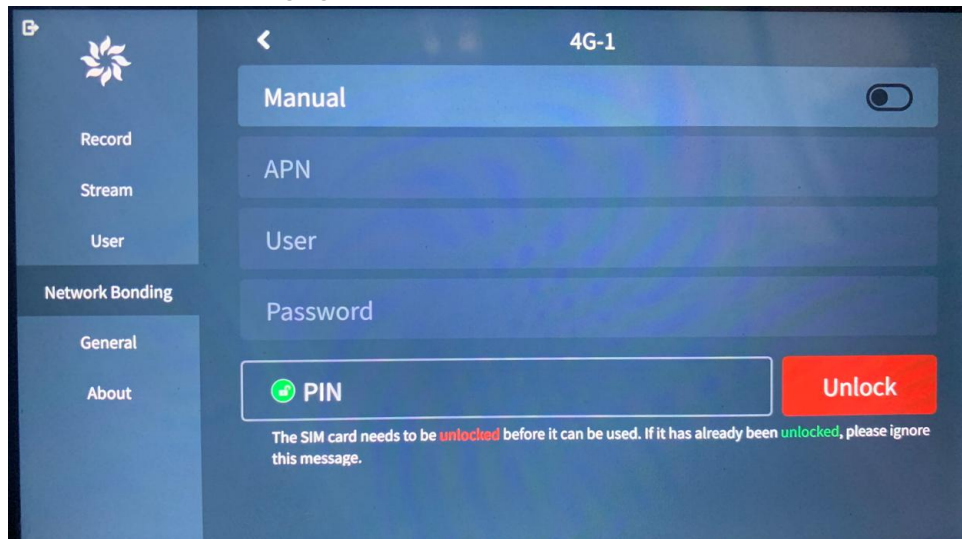 4G-1
Record
Stream
User
Network Bonding
General
About
Manual
APN
User
Password
PIN
Unlock
The SIM card needs to be unlocked before it can be used. If it has already been unlocked, please ignore
this message.